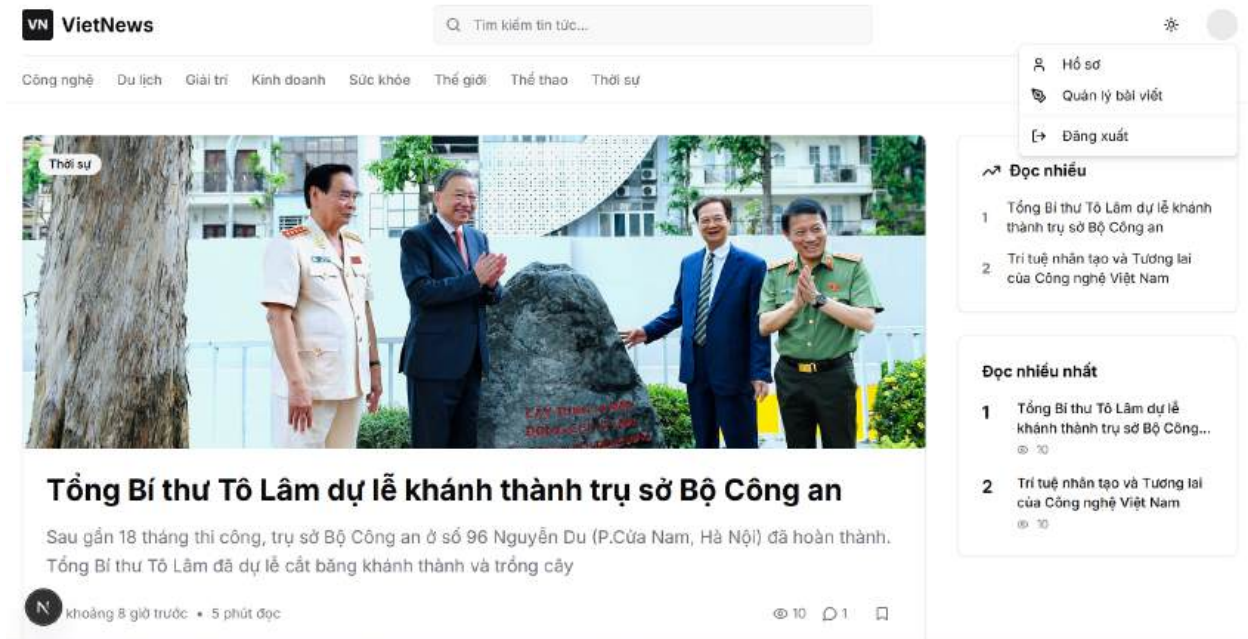 VN VietNews
Tìm kiếm tin tức...
Công nghệ Du lịch Giải trí Kinh doanh Sức khỏe Thế giới Thể thao Thời sự
Hồ sơ
Quản lý bài viết
Đăng xuất
Thời sự
Tổng Bí thư Tô Lâm dự lễ khánh thành trụ sở Bộ Công an
Sau gần 18 tháng thi công, trụ sở Bộ Công an ở số 96 Nguyễn Du (P.Cửa Nam, Hà Nội) đã hoàn thành.
Tổng Bí thư Tô Lâm đã dự lễ cắt băng khánh thành và trồng cây
N khoảng 8 giờ trước • 5 phút đọc
10 1
Đọc nhiều
1 Tổng Bí thư Tô Lâm dự lễ khánh
thành trụ sở Bộ Công an
2 Trí tuệ nhân tạo và Tương lai
của Công nghệ Việt Nam
Đọc nhiều nhất
1 Tổng Bí thư Tô Lâm dự lễ
khánh thành trụ sở Bộ Công...
10
2 Trí tuệ nhân tạo và Tương lai
của Công nghệ Việt Nam
10